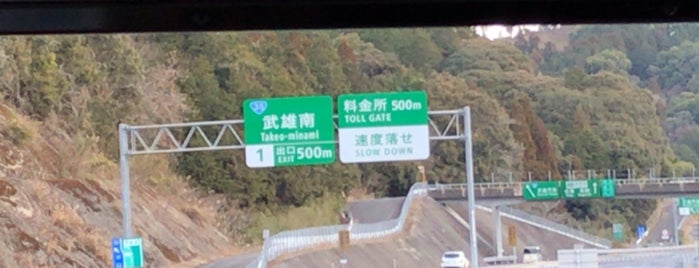 35
武雄南
Takeo-minami
1 出口 EXIT 500m
料金所 500m
TOLL GATE
速度落せ
SLOW DOWN